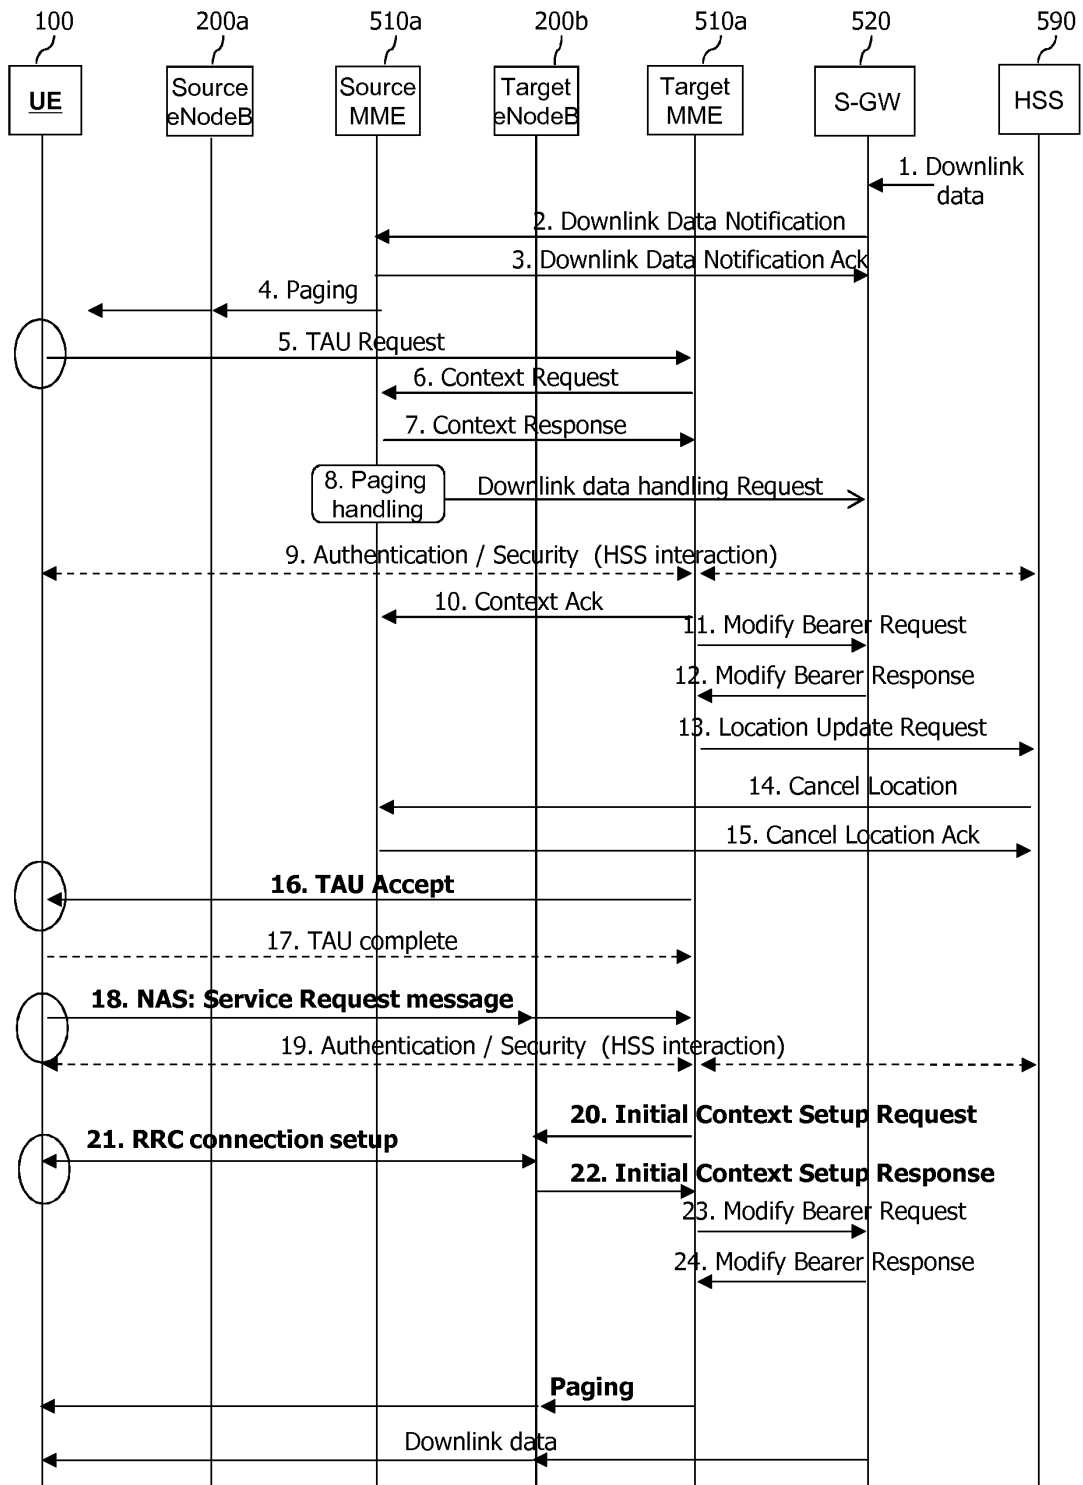 100 200a 510a 200b 510a 520 590
UE
Source
eNodeB
Source
MME
Target
eNodeB
Target
MME
S-GW
HSS
1. Downlink
data
2. Downlink Data Notification
3. Downlink Data Notification Ack
4. Paging
5. TAU Request
6. Context Request
7. Context Response
8. Paging
handling
Downlink data handling Request
9. Authentication / Security (HSS interaction)
10. Context Ack
11. Modify Bearer Request
12. Modify Bearer Response
13. Location Update Request
14. Cancel Location
15. Cancel Location Ack
16. TAU Accept
17. TAU complete
18. NAS: Service Request message
19. Authentication / Security (HSS interaction)
20. Initial Context Setup Request
21. RRC connection setup
22. Initial Context Setup Response
23. Modify Bearer Request
24. Modify Bearer Response
Paging
Downlink data